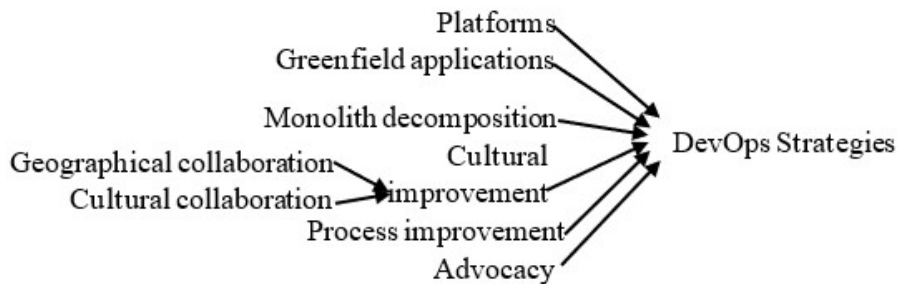 Platforms
Greenfield applications
Monolith decomposition
DevOps Strategies
Cultural
improvement
Geographical collaboration
Cultural collaboration
Process improvement
Advocacy